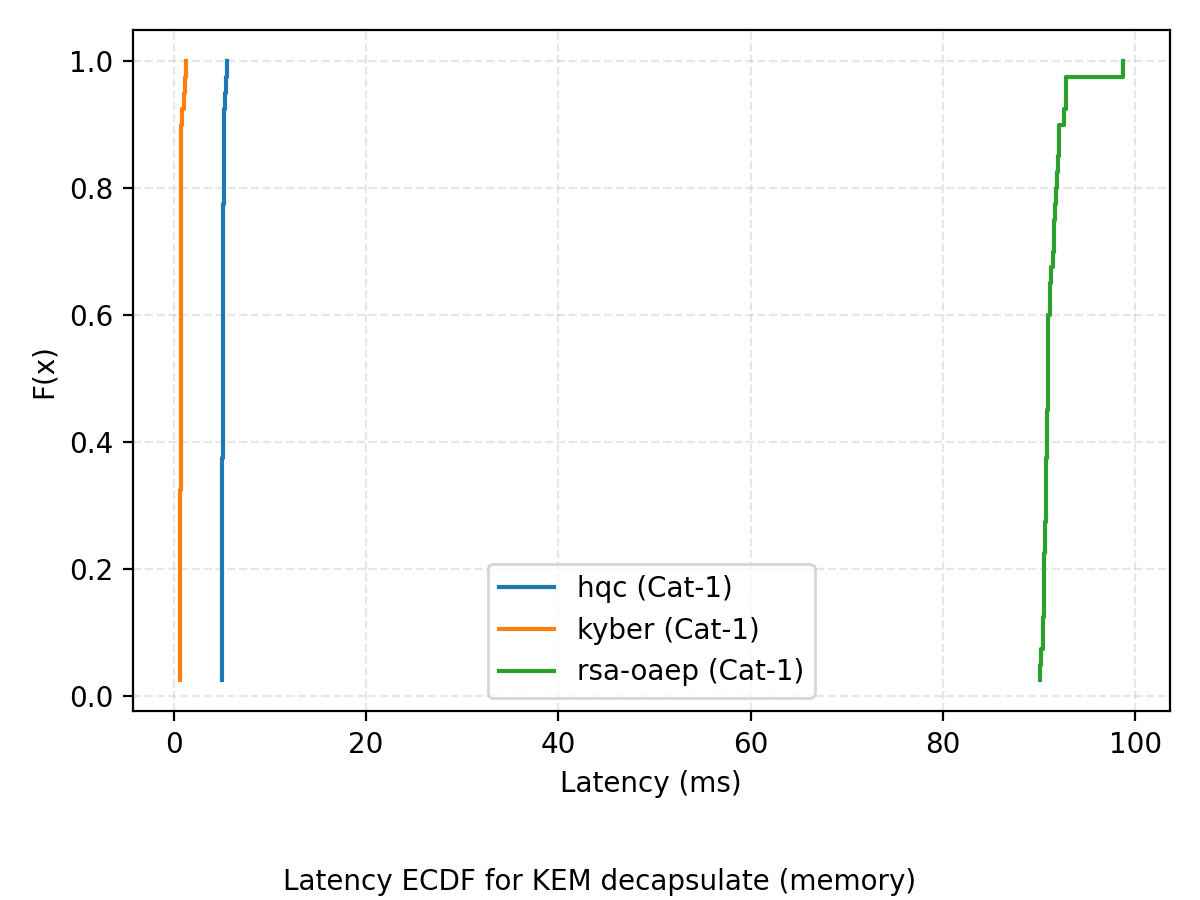 1.0
0.8
0.6
0.4
0.2
0.0
F(x)
hqc (Cat-1)
kyber (Cat-1)
rsa-oaep (Cat-1)
0 20 40 60 80 100
Latency (ms)
Latency ECDF for KEM decapsulate (memory)